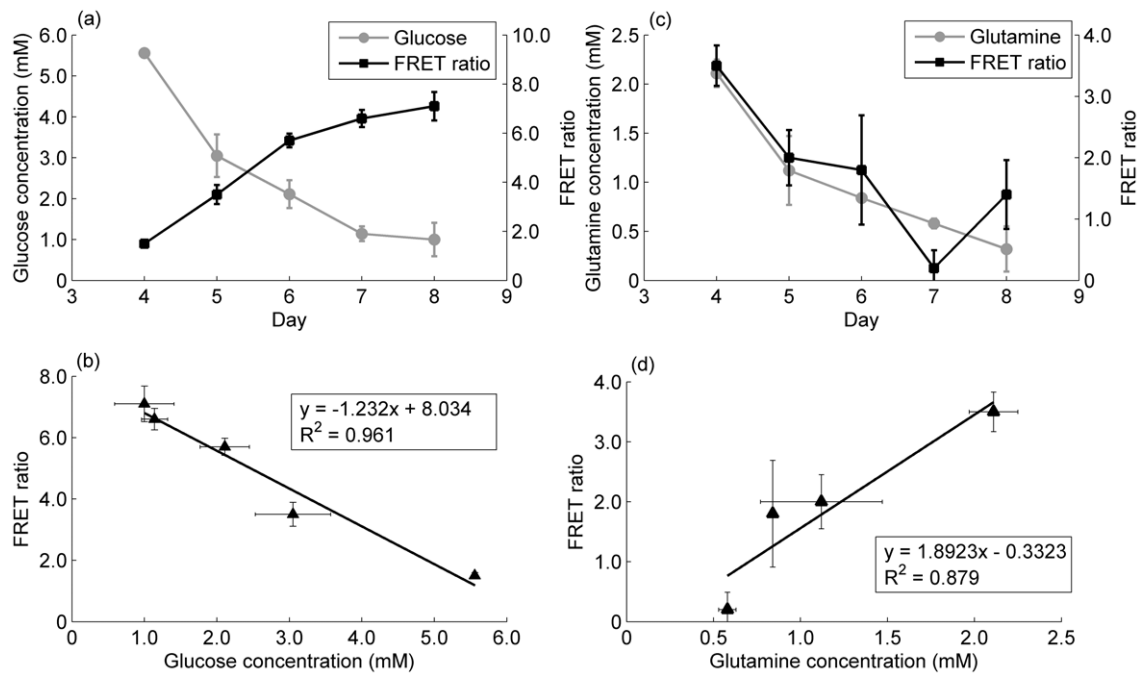 (a)
Glucose
FRET ratio
Glucose concentration (mM)
6.0
5.0
4.0
3.0
2.0
1.0
0
10.0
8.0
6.0
4.0
2.0
0
FRET ratio
3 4 5 6 7 8 9
Day
(c)
Glutamine
FRET ratio
Glutamine concentration (mM)
2.5
2.0
1.5
1.0
0.5
0
4.0
3.0
2.0
1.0
0
FRET ratio
3 4 5 6 7 8 9
Day
(b)
y = -1.232x + 8.034
R² = 0.961
FRET ratio
8.0
6.0
4.0
2.0
0
0 1.0 2.0 3.0 4.0 5.0 6.0
Glucose concentration (mM)
(d)
y = 1.8923x - 0.3323
R² = 0.879
FRET ratio
4.0
3.0
2.0
1.0
0
0 0.5 1.0 1.5 2.0 2.5
Glutamine concentration (mM)